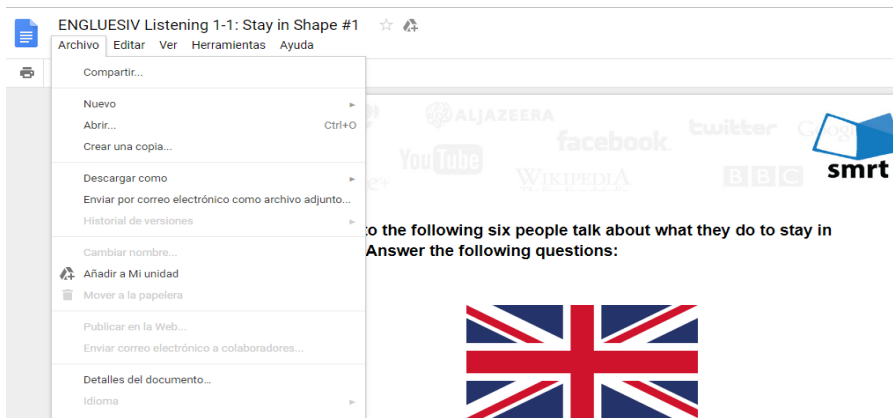 ENGLUESIV Listening 1-1: Stay in Shape #1
Archivo Editar Ver Herramientas Ayuda
Compartir...
Nuevo
Abrir... Ctrl+O
Crear una copia...
Descargar como
Enviar por correo electrónico como archivo adjunto...
Historial de versiones
Cambiar nombre...
Añadir a Mi unidad
Mover a la papelera
Publicar en la Web...
Enviar correo electrónico a colaboradores...
Detalles del documento...
Idioma
ALJAZEERA
facebook.
twitter
YouTube
WIKIPEDIA
BBC
smrt
to the following six people talk about what they do to stay in
Answer the following questions: